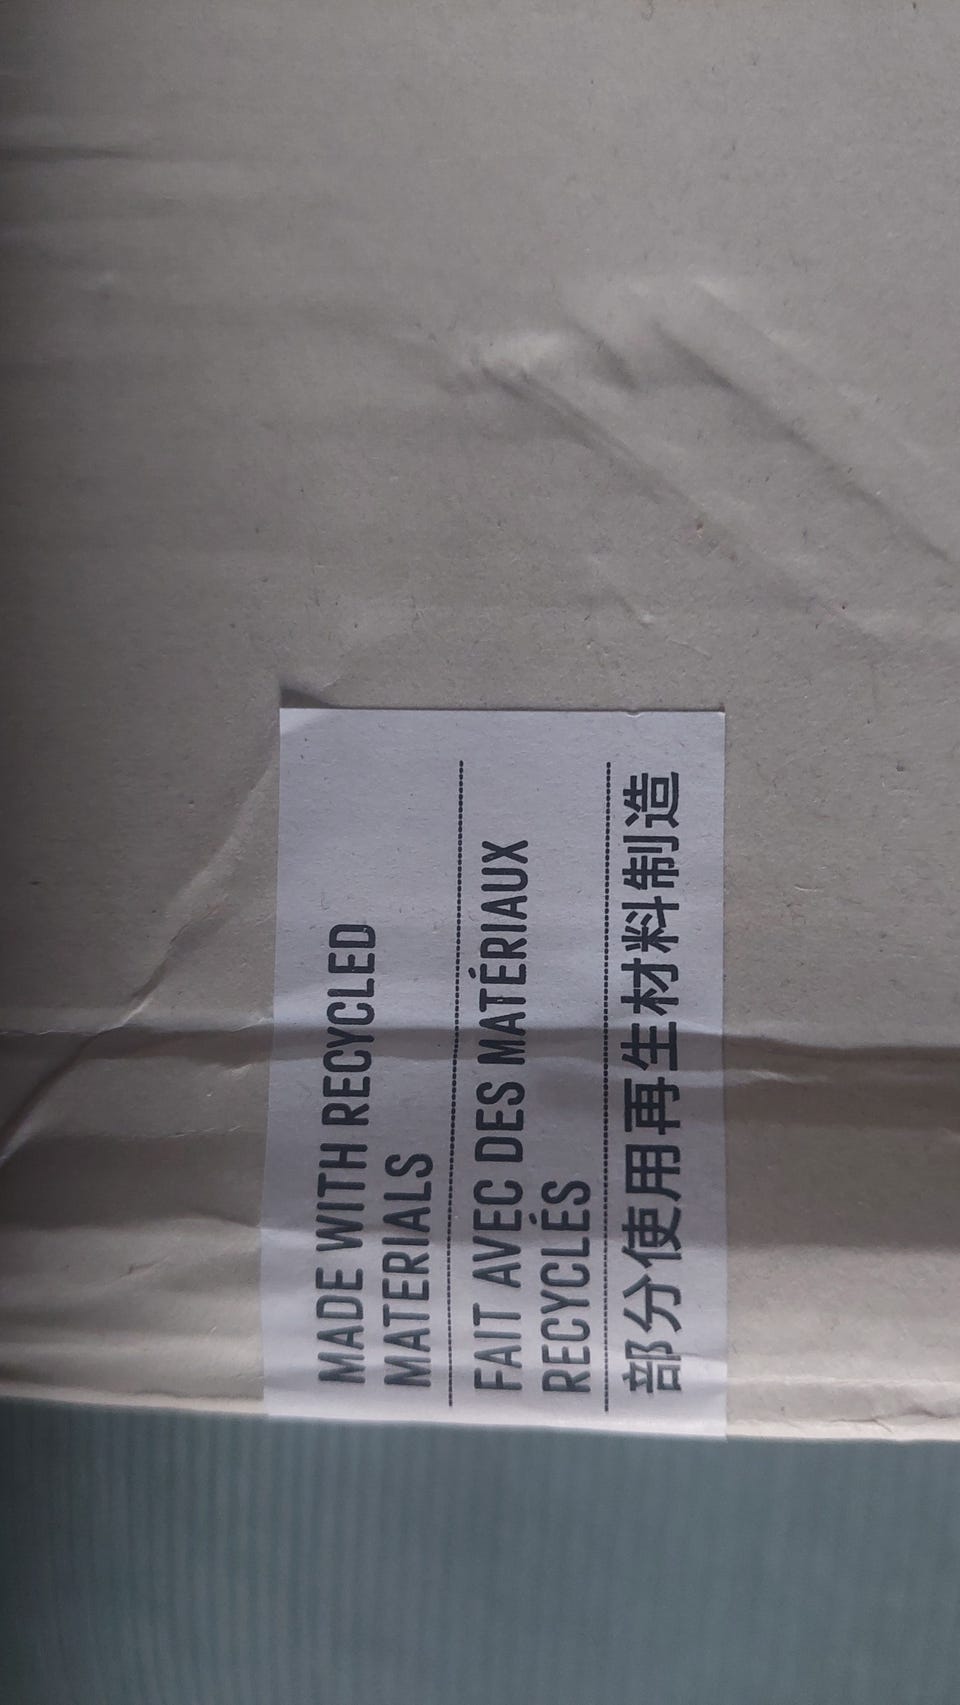 MADE WITH RECYCLED
MATERIALS
FAIT AVEC DES MATÉRIAUX
RECYCLÉS
部分使用再生材料制造